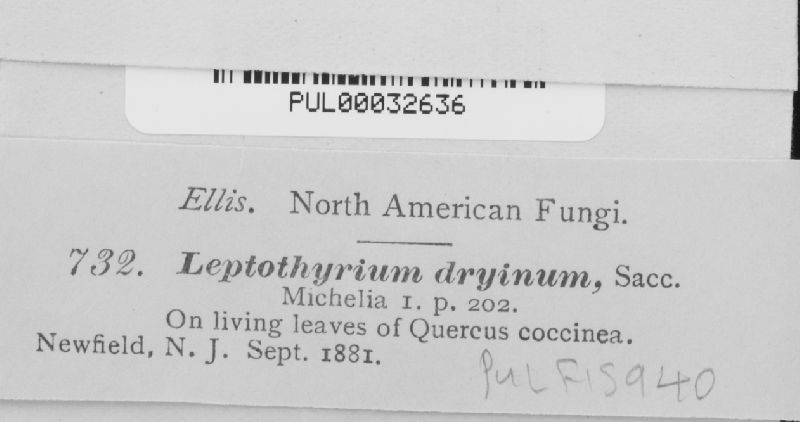 PUL00032636
Ellis. North American Fungi.
732. Leptothyrium dryinum, Sacc.
Michelia 1. p. 202.
On living leaves of Quercus coccinea.
Newfield, N. J. Sept. 1881.
PUL F15940